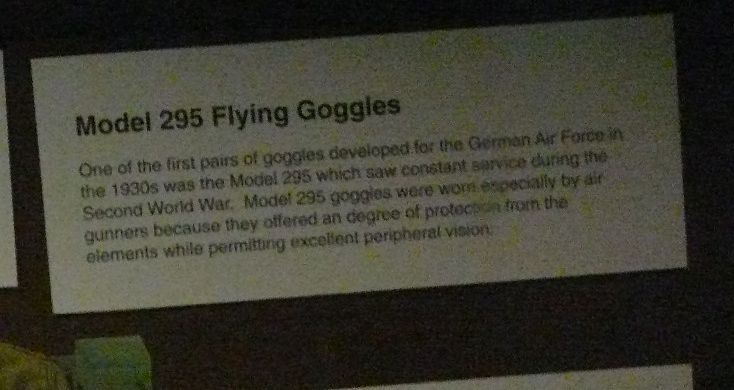 Model 295 Flying Goggles
One of the first pairs of goggles developed for the German Air Force in
the 1930s was the Model 295 which saw constant service during the
Second World War. Model 295 goggles were worn especially by air
gunners because they offered an degree of protection from the
elements while permitting excellent peripheral vision.